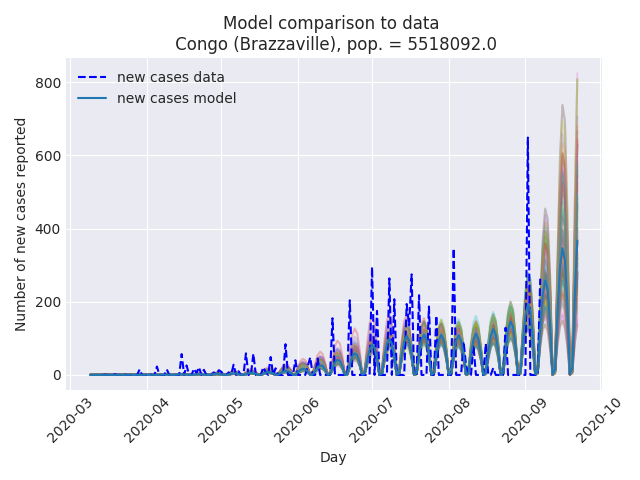 Model comparison to data
Congo (Brazzaville), pop. = 5518092.0
new cases data
new cases model
Number of new cases reported
800
600
400
200
0
2020-03
2020-04
2020-05
2020-06
2020-07
2020-08
2020-09
2020-10
Day